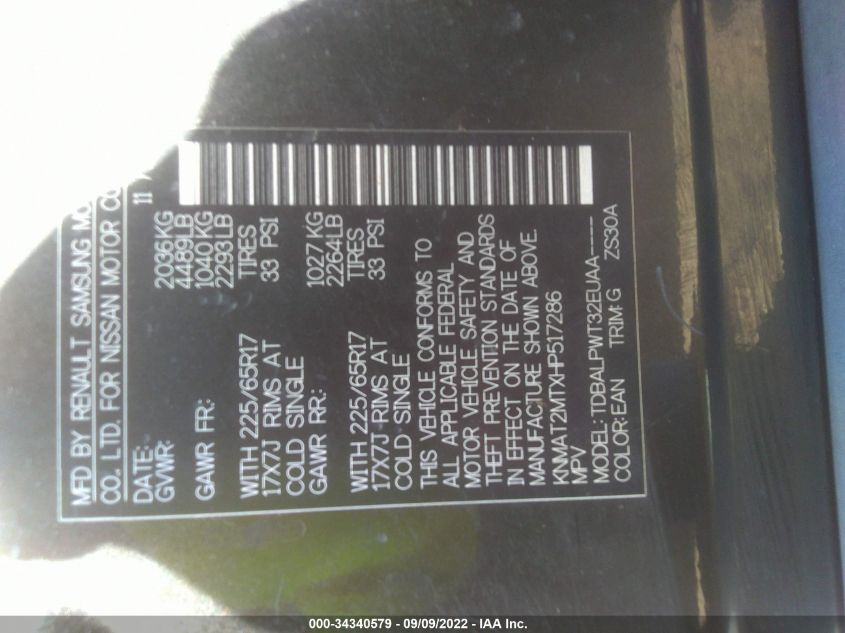 MFD BY RENAULT SAMSUNG
CO., LTD. FOR NISSAN MOTOR
DATE: 11
GVWR: 2036KG
4489LB
GAWR FR: 1040KG
2293LB
WITH 225/65R17 TIRES
17X7J RIMS AT 33 PSI
COLD SINGLE
GAWR RR: 1027KG
2264LB
WITH 225/65R17 TIRES
17X7J RIMS AT 33 PSI
COLD SINGLE
THIS VEHICLE CONFORMS TO
ALL APPLICABLE FEDERAL
MOTOR VEHICLE SAFETY AND
THEFT PREVENTION STANDARDS
IN EFFECT ON THE DATE OF
MANUFACTURE SHOWN ABOVE.
KNMAT2MTXHP517286
MPV
MODEL: TDBALPWT32EUAA-----
COLOR: EAN TRIM: G ZS30A
000-34340579 - 09/09/2022 - IAA Inc.